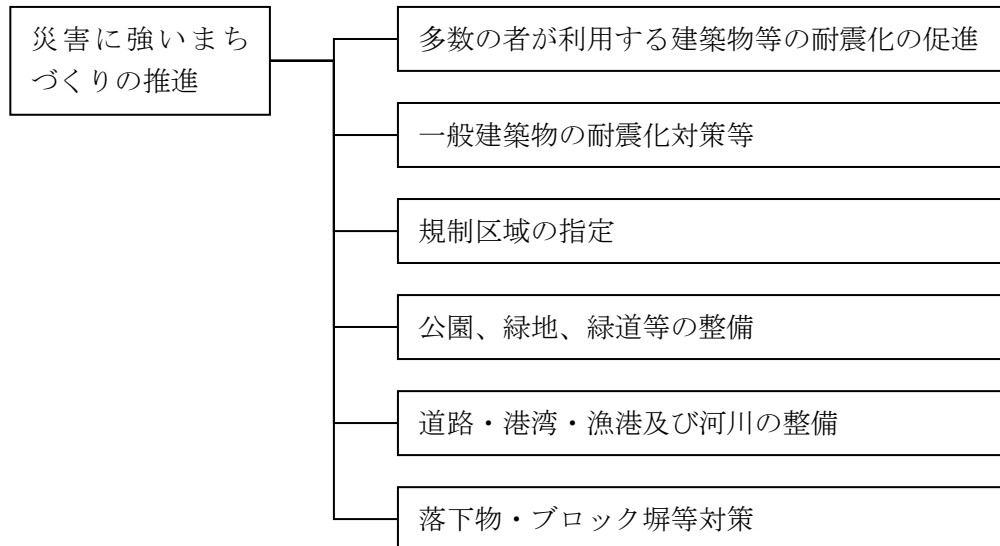 災害に強いまち
づくりの推進
多数の者が利用する建築物等の耐震化の促進
一般建築物の耐震化対策等
規制区域の指定
公園、緑地、緑道等の整備
道路・港湾・漁港及び河川の整備
落下物・ブロック塀等対策